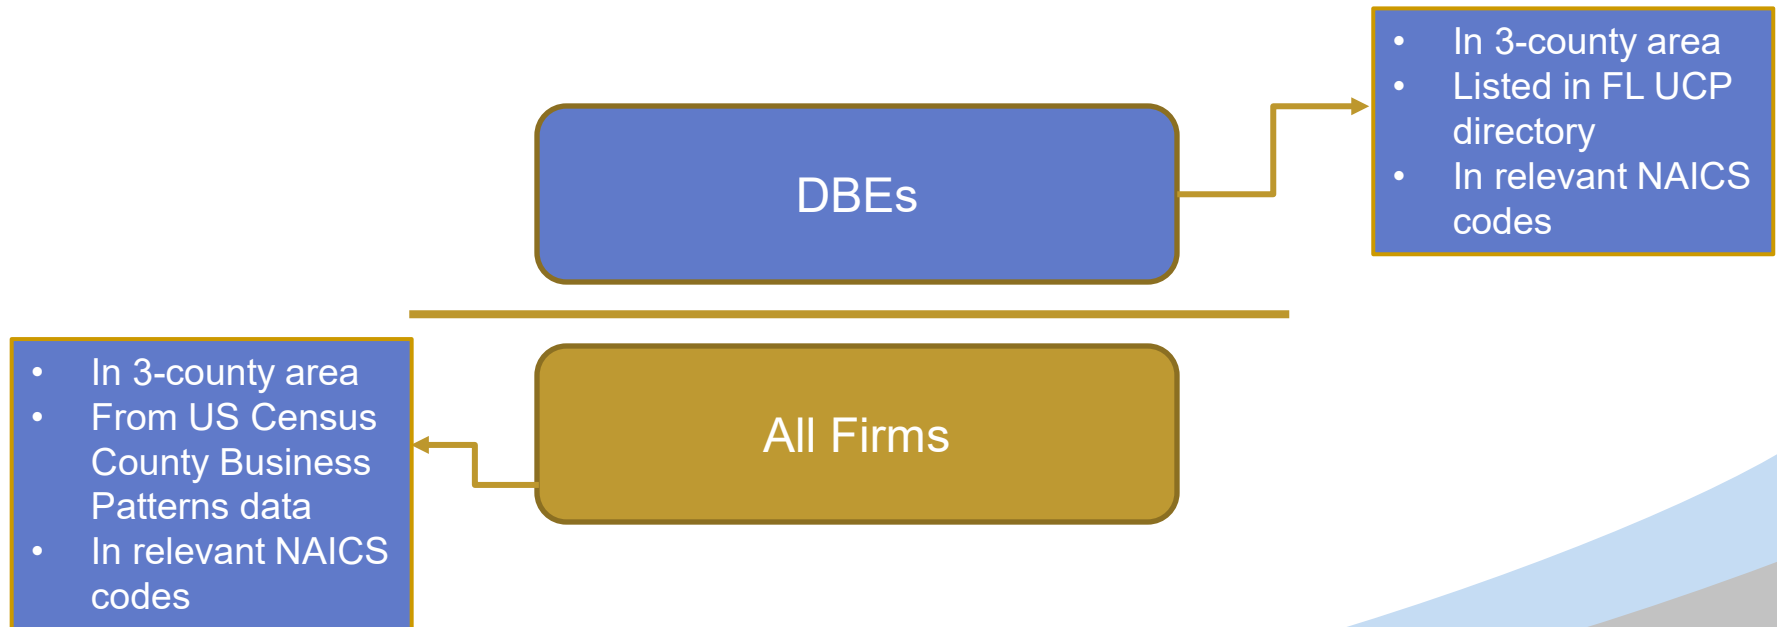 • In 3-county area
• Listed in FL UCP
directory
• In relevant NAICS
codes
DBEs
All Firms
• In 3-county area
• From US Census
County Business
Patterns data
• In relevant NAICS
codes